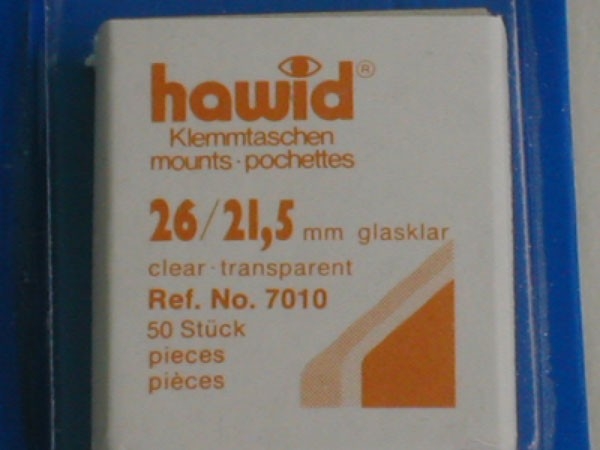 hawid®
Klemmtaschen
mounts · pochettes
26/21,5 mm glasklar
clear · transparent
Ref. No. 7010
50 Stück
pieces
pièces